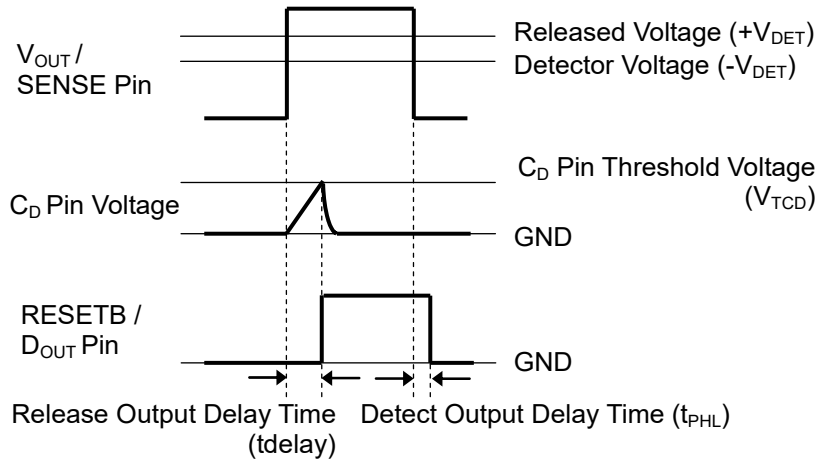 Released Voltage (+VDET)
VOUT /
SENSE Pin
Detector Voltage (-VDET)
CD Pin Threshold Voltage
(VTCD)
CD Pin Voltage
GND
RESETB /
DOUT Pin
GND
Release Output Delay Time
(tdelay)
Detect Output Delay Time (tPHL)